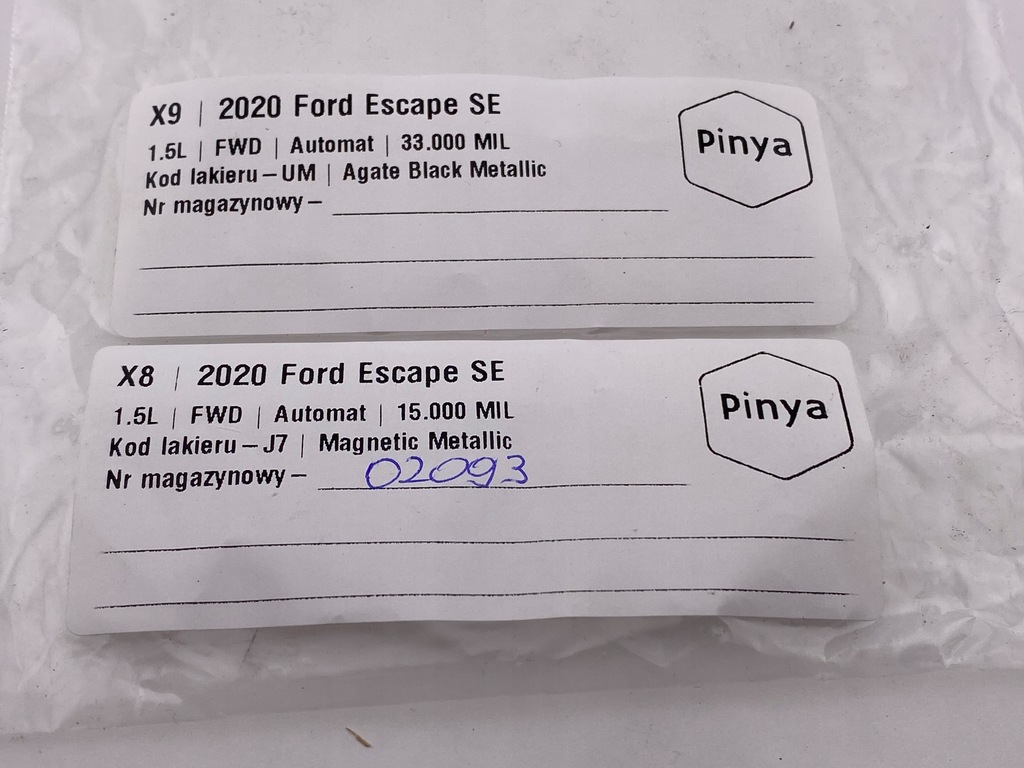 X9 | 2020 Ford Escape SE
1.5L | FWD | Automat | 33.000 MIL
Kod lakieru – UM | Agate Black Metallic
Nr magazynowy –
Pinya
X8 | 2020 Ford Escape SE
1.5L | FWD | Automat | 15.000 MIL
Kod lakieru – J7 | Magnetic Metallic
Nr magazynowy – 02093
Pinya